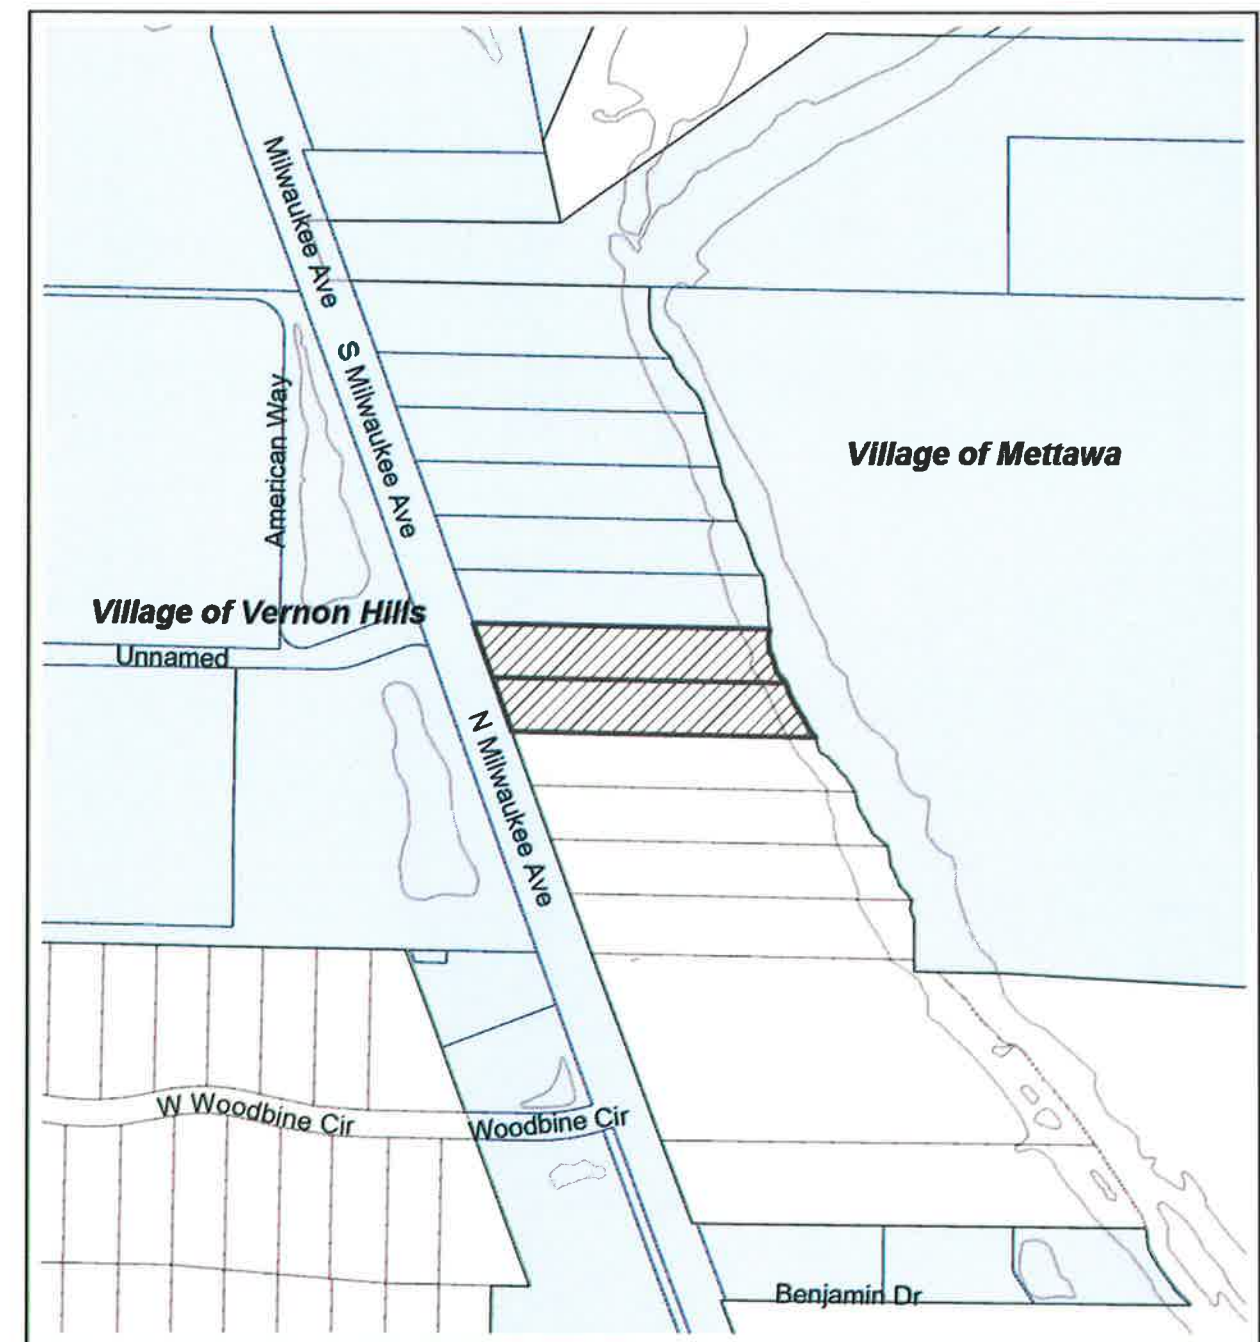 Milwaukee Ave
S Milwaukee Ave
American Way
Village of Mettawa
Village of Vernon Hills
Unnamed
N Milwaukee Ave
W Woodbine Cir
Woodbine Cir
Benjamin Dr